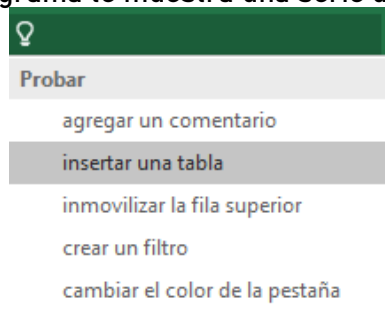 Probar
agregar un comentario
insertar una tabla
inmovilizar la fila superior
crear un filtro
cambiar el color de la pestaña